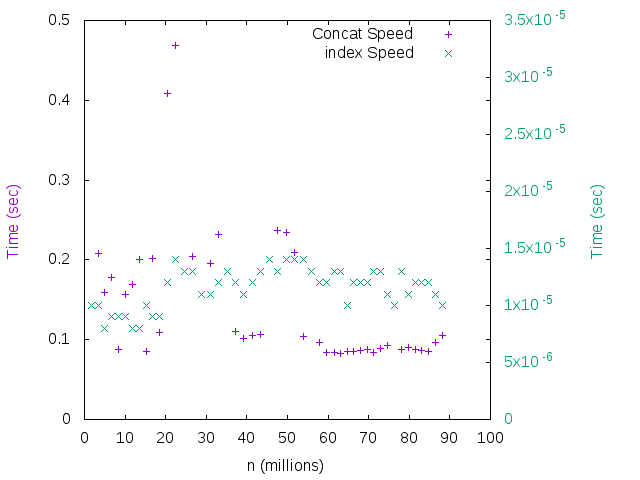 Concat Speed
index Speed
0.5
0.4
0.3
0.2
0.1
0
Time (sec)
3.5x10^-5
3x10^-5
2.5x10^-5
2x10^-5
1.5x10^-5
1x10^-5
5x10^-6
0
Time (sec)
0 10 20 30 40 50 60 70 80 90 100
n (millions)